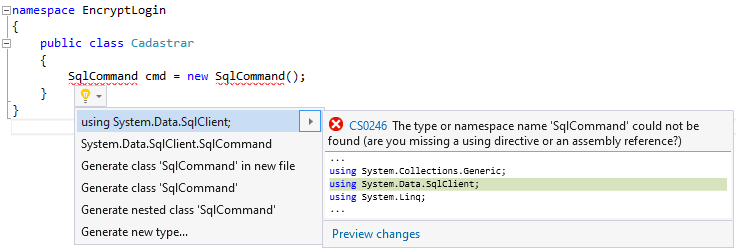 namespace EncryptLogin
{
public class Cadastrar
{
SqlCommand cmd = new SqlCommand();
}
}
using System.Data.SqlClient;
System.Data.SqlClient.SqlCommand
Generate class 'SqlCommand' in new file
Generate class 'SqlCommand'
Generate nested class 'SqlCommand'
Generate new type...
CS0246 The type or namespace name 'SqlCommand' could not be
found (are you missing a using directive or an assembly reference?)
...
using System.Collections.Generic;
using System.Data.SqlClient;
using System.Linq;
...
Preview changes